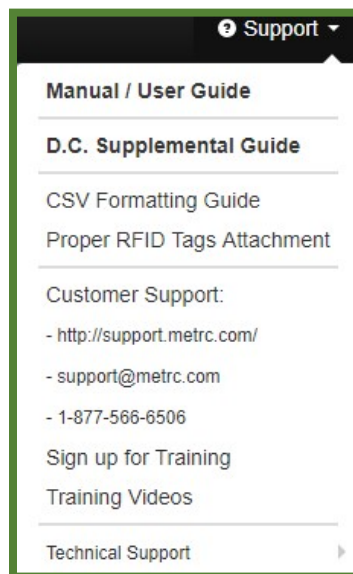 Support
Manual / User Guide
D.C. Supplemental Guide
CSV Formatting Guide
Proper RFID Tags Attachment
Customer Support:
- http://support.metrc.com/
- support@metrc.com
- 1-877-566-6506
Sign up for Training
Training Videos
Technical Support